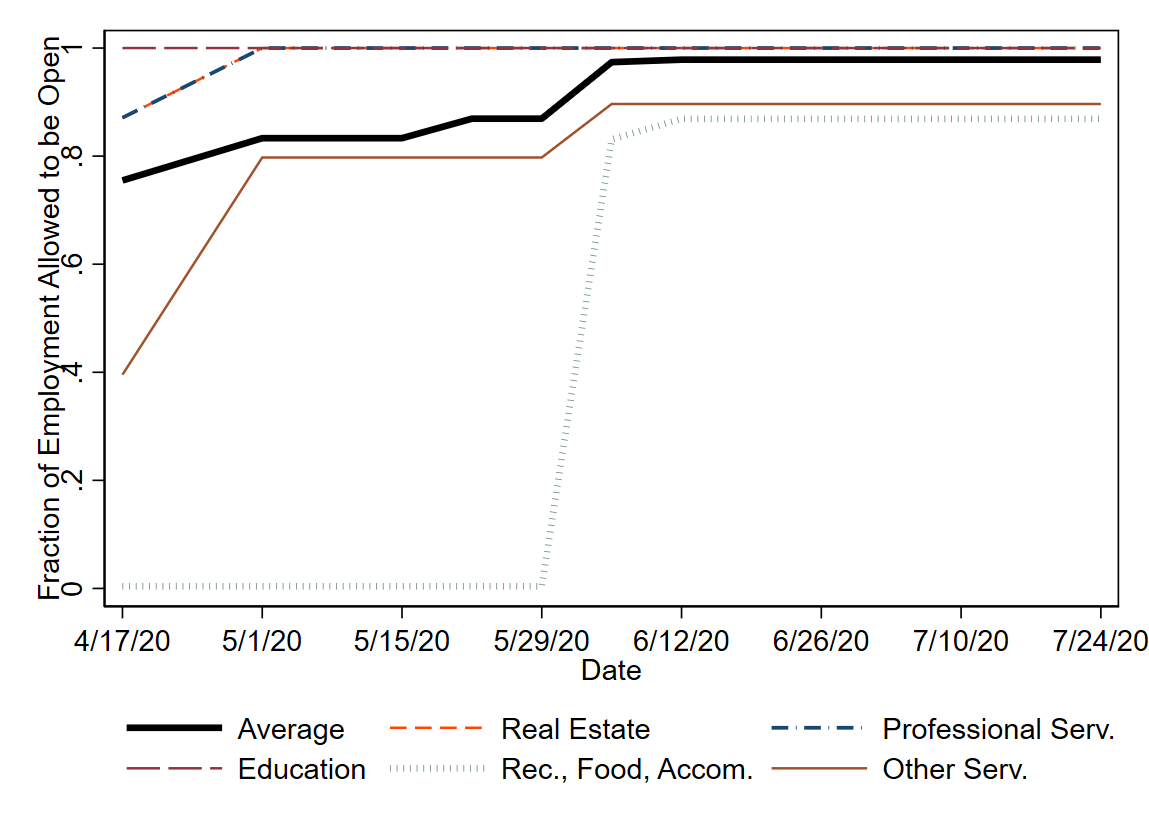 Fraction of Employment Allowed to be Open
1
.8
.6
.4
.2
0
4/17/20 5/1/20 5/15/20 5/29/20 6/12/20 6/26/20 7/10/20 7/24/20
Date
Average Real Estate Professional Serv.
Education Rec., Food, Accom. Other Serv.